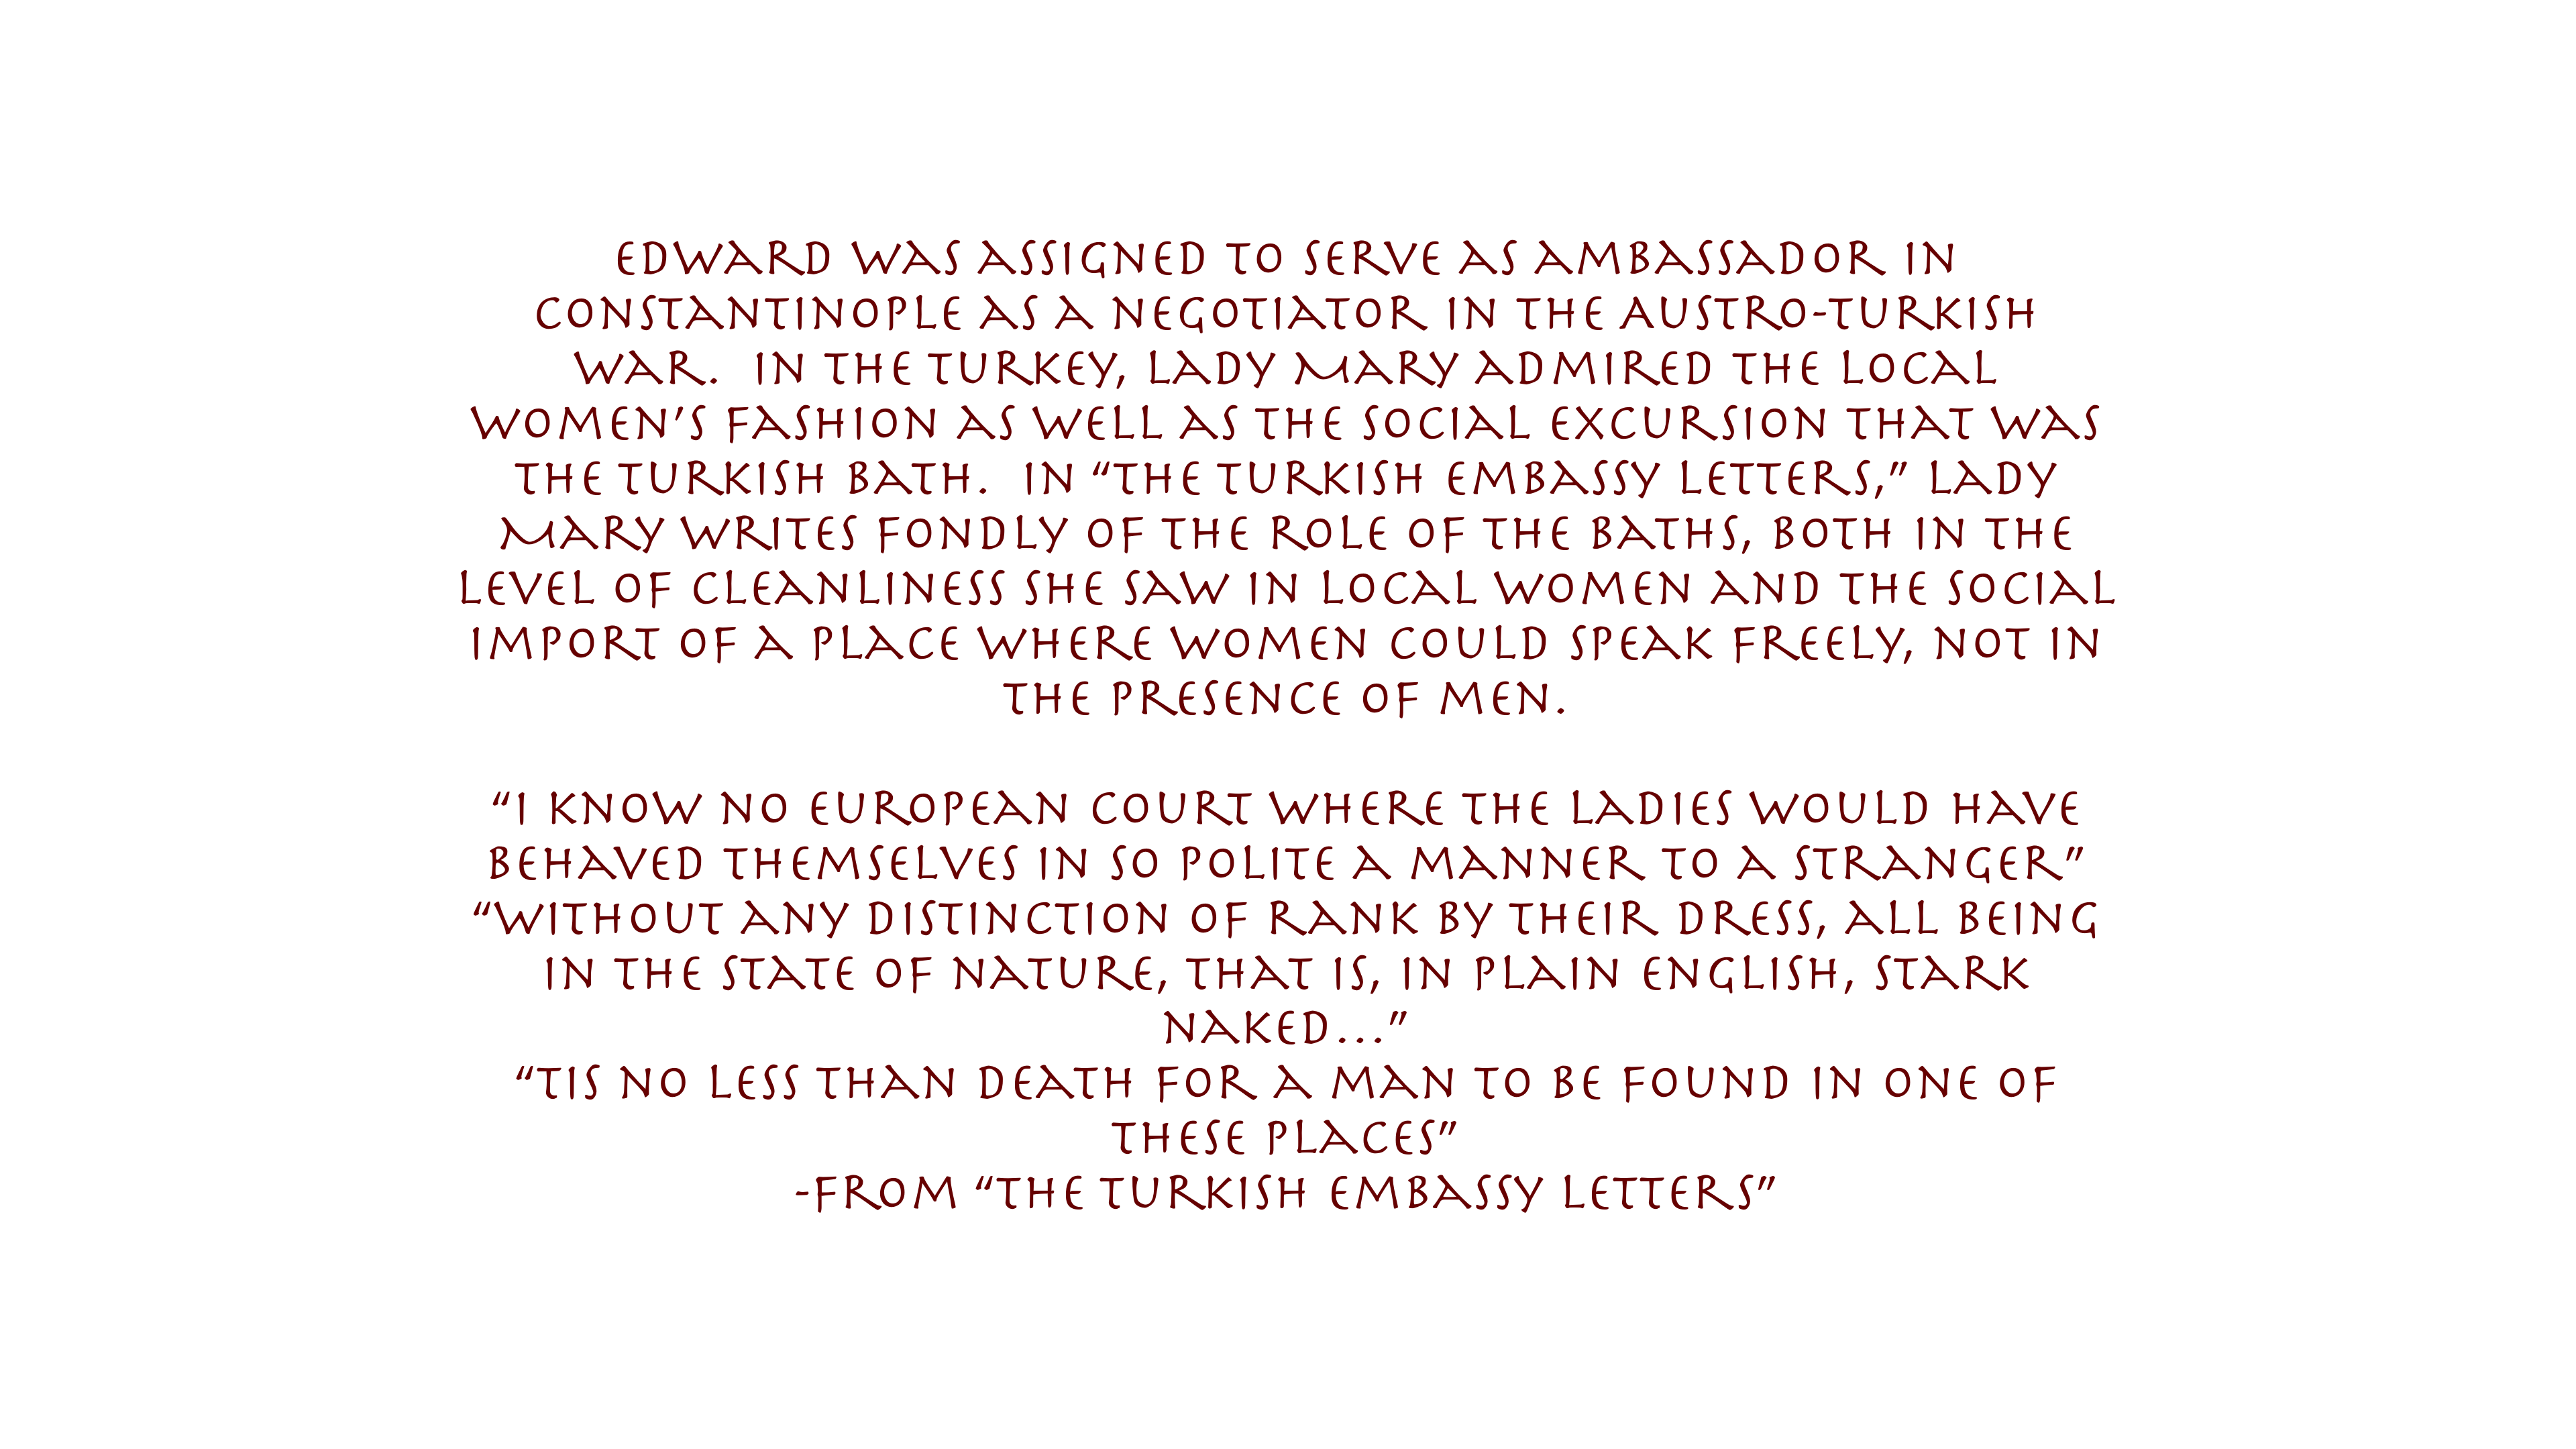 Edward was assigned to serve as ambassador in
Constantinople as a negotiator in the Austro-Turkish
War.  In the Turkey, Lady Mary admired the local
women's fashion as well as the social excursion that was
the Turkish Bath.  In “The Turkish Embassy Letters,” Lady
Mary writes fondly of the role of the baths, both in the
level of cleanliness she saw in local women and the social
import of a place where women could speak freely, not in
the presence of men.

“I know no European court where the ladies would have
behaved themselves in so polite a manner to a stranger”
“Without any distinction of rank by their dress, all being
in the state of nature, that is, in plain English, stark
naked...”
“Tis no less than death for a man to be found in one of
these places”
-From “The Turkish Embassy Letters”